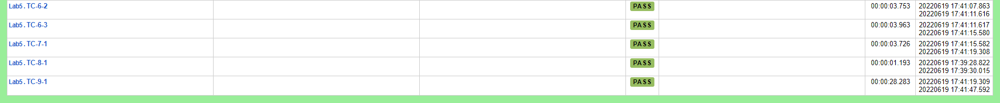 Lab5 . TC-6-2 PASS 00:00:03.753 20220619 17:41:07.863
20220619 17:41:11.616
Lab5 . TC-6-3 PASS 00:00:03.963 20220619 17:41:11.617
20220619 17:41:15.580
Lab5 . TC-7-1 PASS 00:00:03.726 20220619 17:41:15.582
20220619 17:41:19.308
Lab5 . TC-8-1 PASS 00:00:01.193 20220619 17:39:28.822
20220619 17:39:30.015
Lab5 . TC-9-1 PASS 00:00:28.283 20220619 17:41:19.309
20220619 17:41:47.592